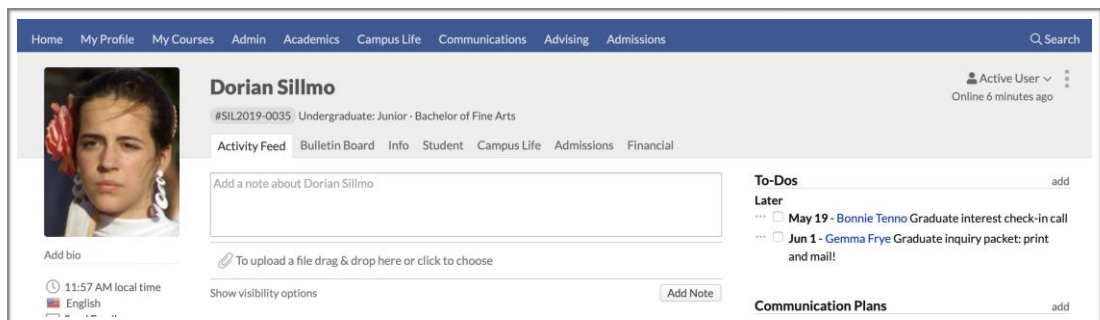 Home My Profile My Courses Admin Academics Campus Life Communications Advising Admissions Search
Dorian Sillmo
#SIL2019-0035 Undergraduate: Junior - Bachelor of Fine Arts
Active User
Online 6 minutes ago
Activity Feed Bulletin Board Info Student Campus Life Admissions Financial
Add a note about Dorian Sillmo
To upload a file drag & drop here or click to choose
Show visibility options Add Note
Add bio
11:57 AM local time
English
To-Dos add
Later
May 19 - Bonnie Tenno Graduate interest check-in call
Jun 1 - Gemma Frye Graduate inquiry packet: print
and mail!
Communication Plans add